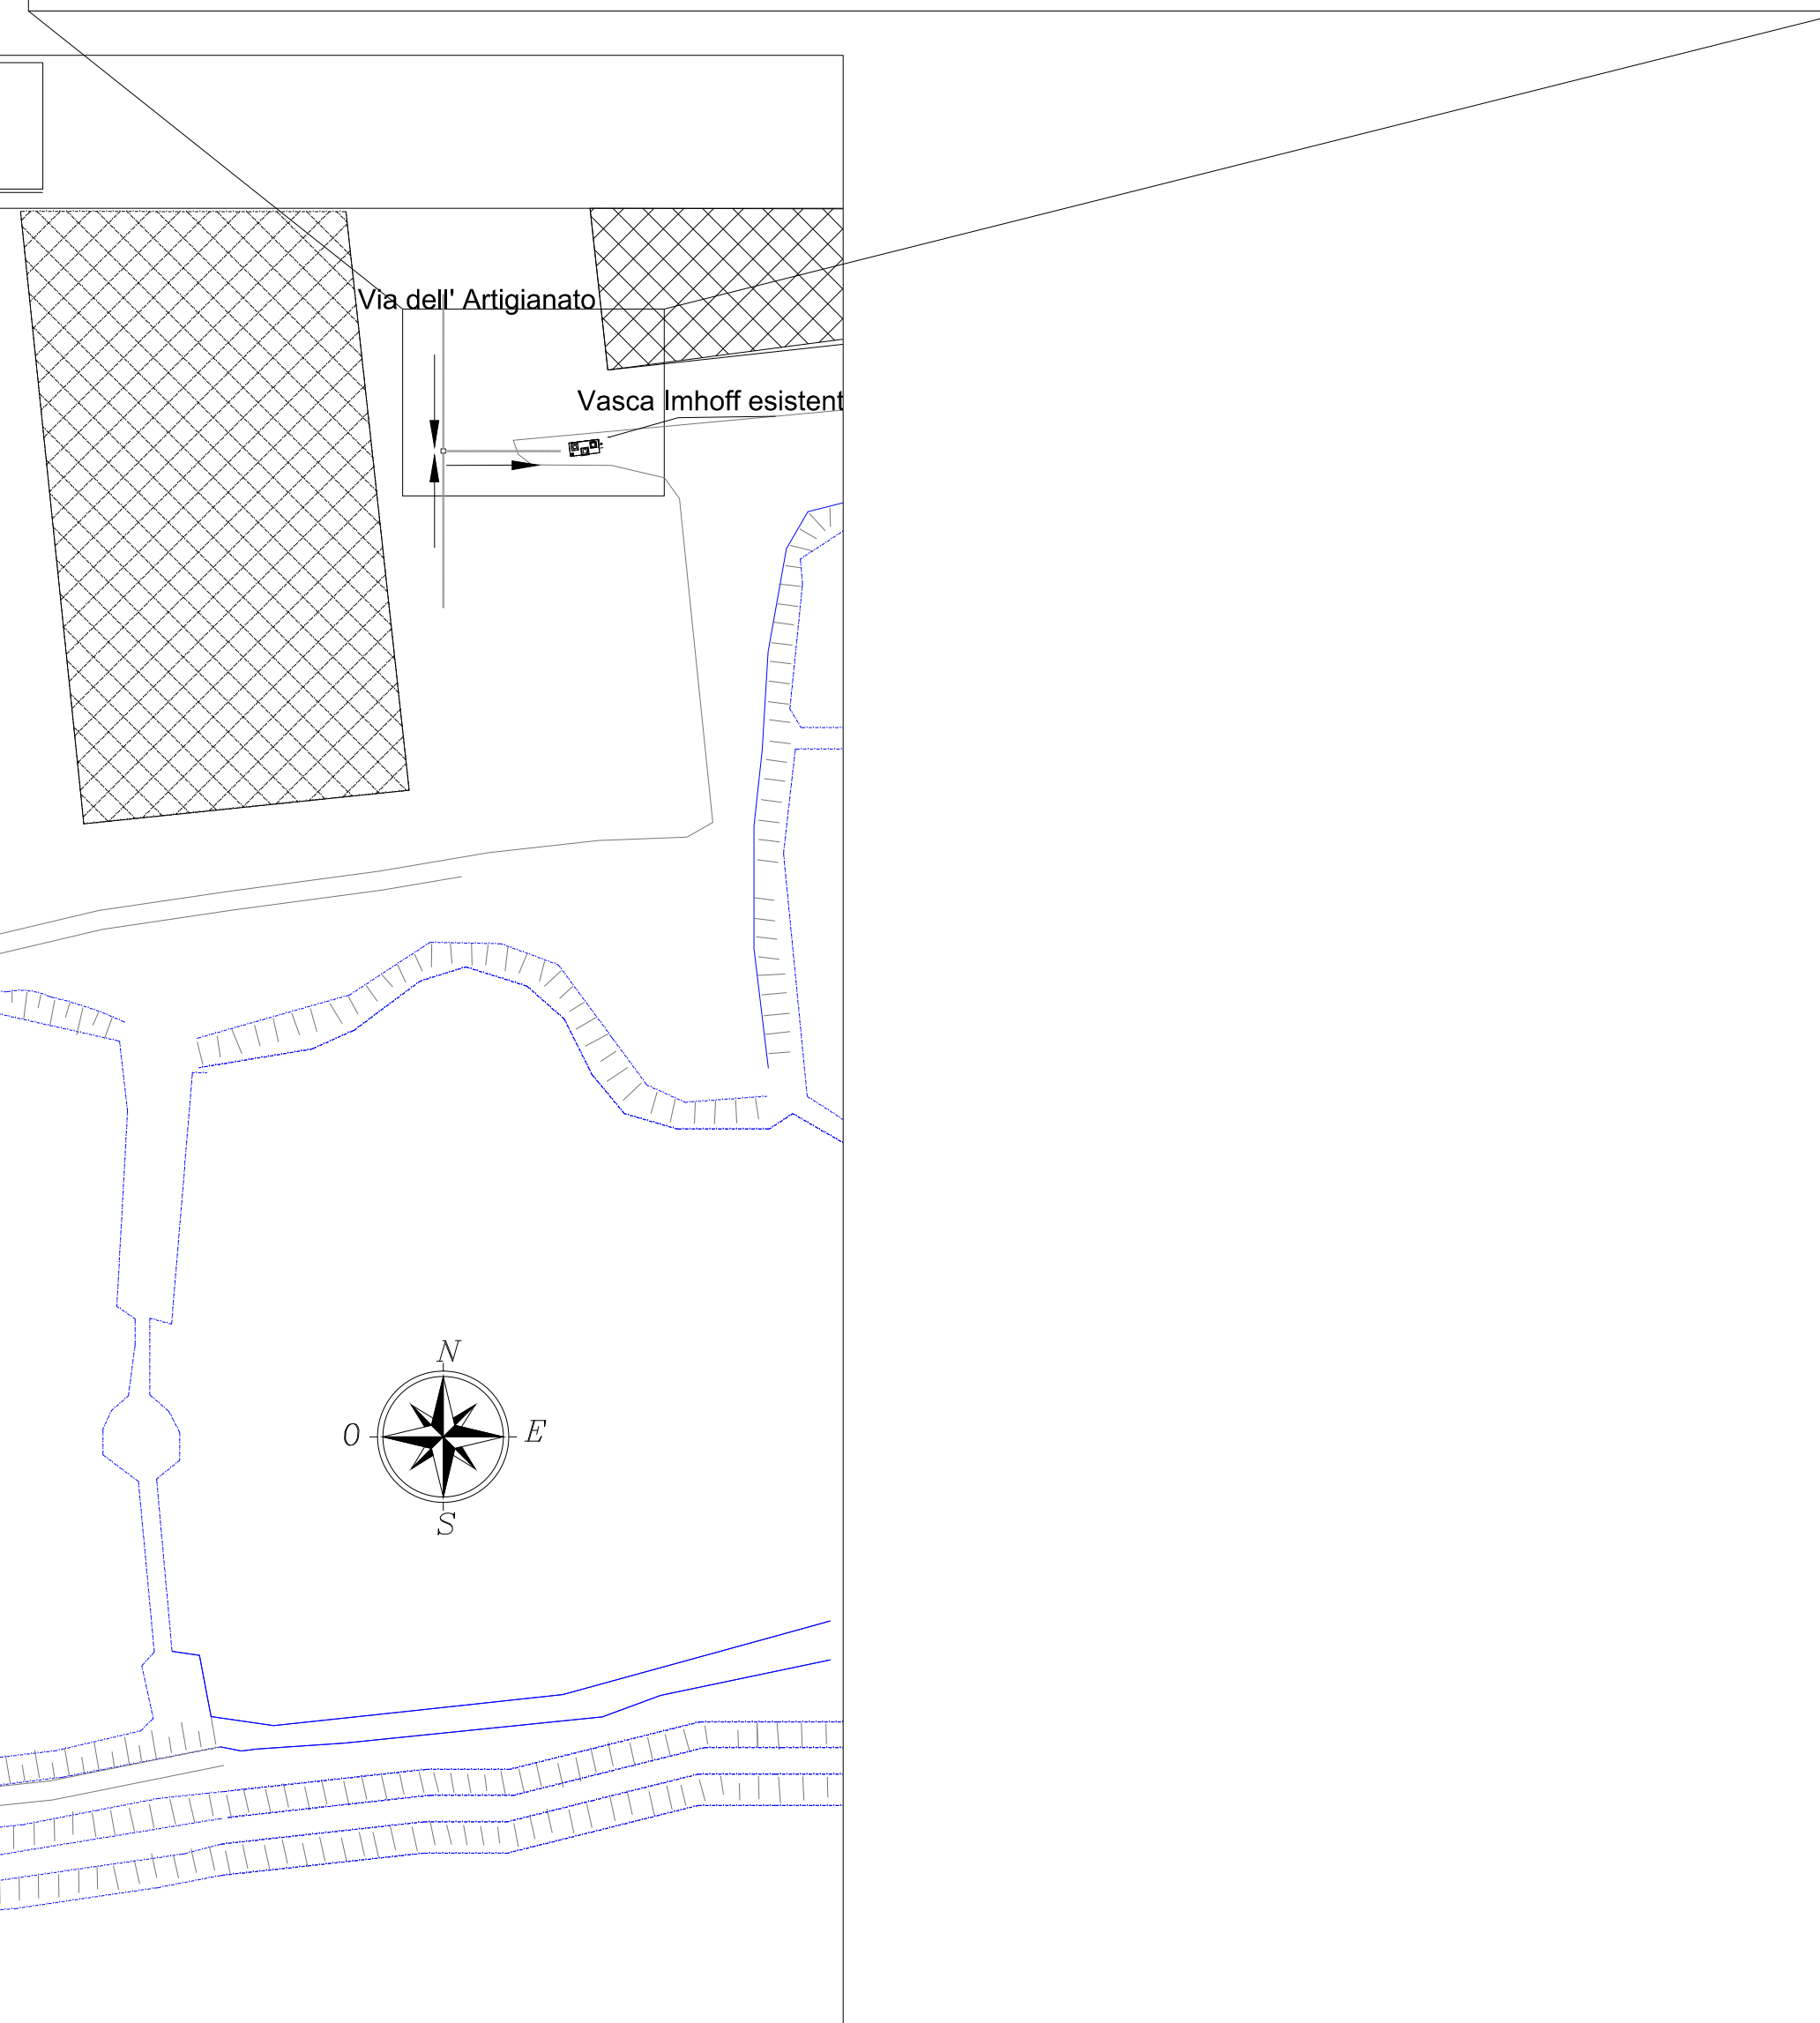 Via dell' Artigianato
Vasca Imhoff esistent
N
O
E
S